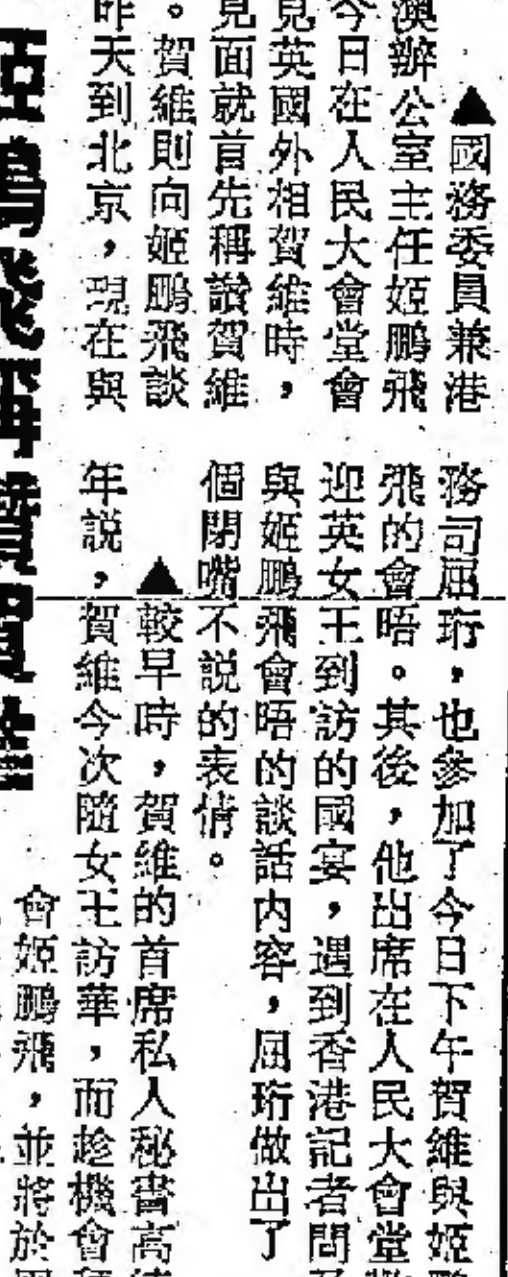 ▲國務委員兼港
澳辦公室主任姬鵬飛
今日在人民大會堂會
見英國外相賀維時，
見面就首先稱讚賀維
。賀維則向姬鵬飛談
昨天到北京，現在與
務司屈珩，也參加了今日下午賀維與姬
飛的會晤。其後，他出席在人民大會堂
迎英女王到訪的國宴，遇到香港記者問
與姬鵬飛會晤的談話內容，屈珩做出了
個閉嘴不說的表情。
▲較早時，賀維的首席私人秘書高
年說，賀維今次隨女王訪華，而趁機會
會姬鵬飛，並將於